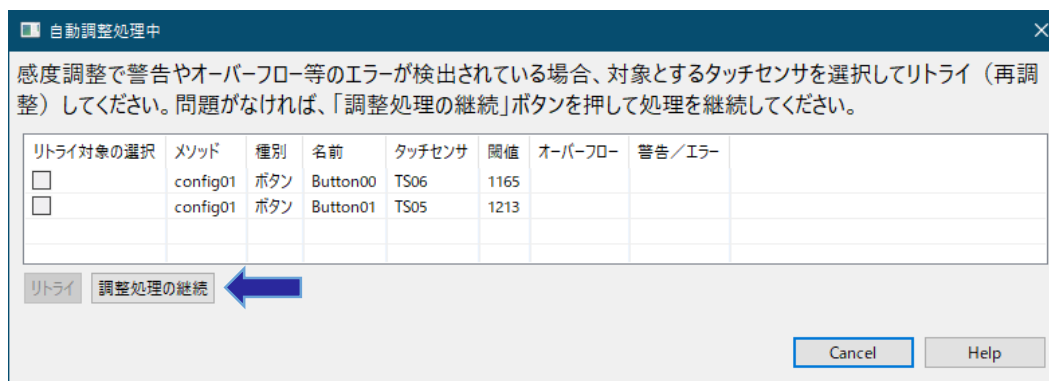 自動調整処理中
感度調整で警告やオーバーフロー等のエラーが検出されている場合、対象とするタッチセンサを選択してリトライ（再調
整）してください。問題がなければ、「調整処理の継続」ボタンを押して処理を継続してください。
リトライ対象の選択 メソッド 種別 名前 タッチセンサ 閾値 オーバーフロー 警告／エラー
config01 ボタン Button00 TS06 1165
config01 ボタン Button01 TS05 1213
リトライ 調整処理の継続
Cancel Help